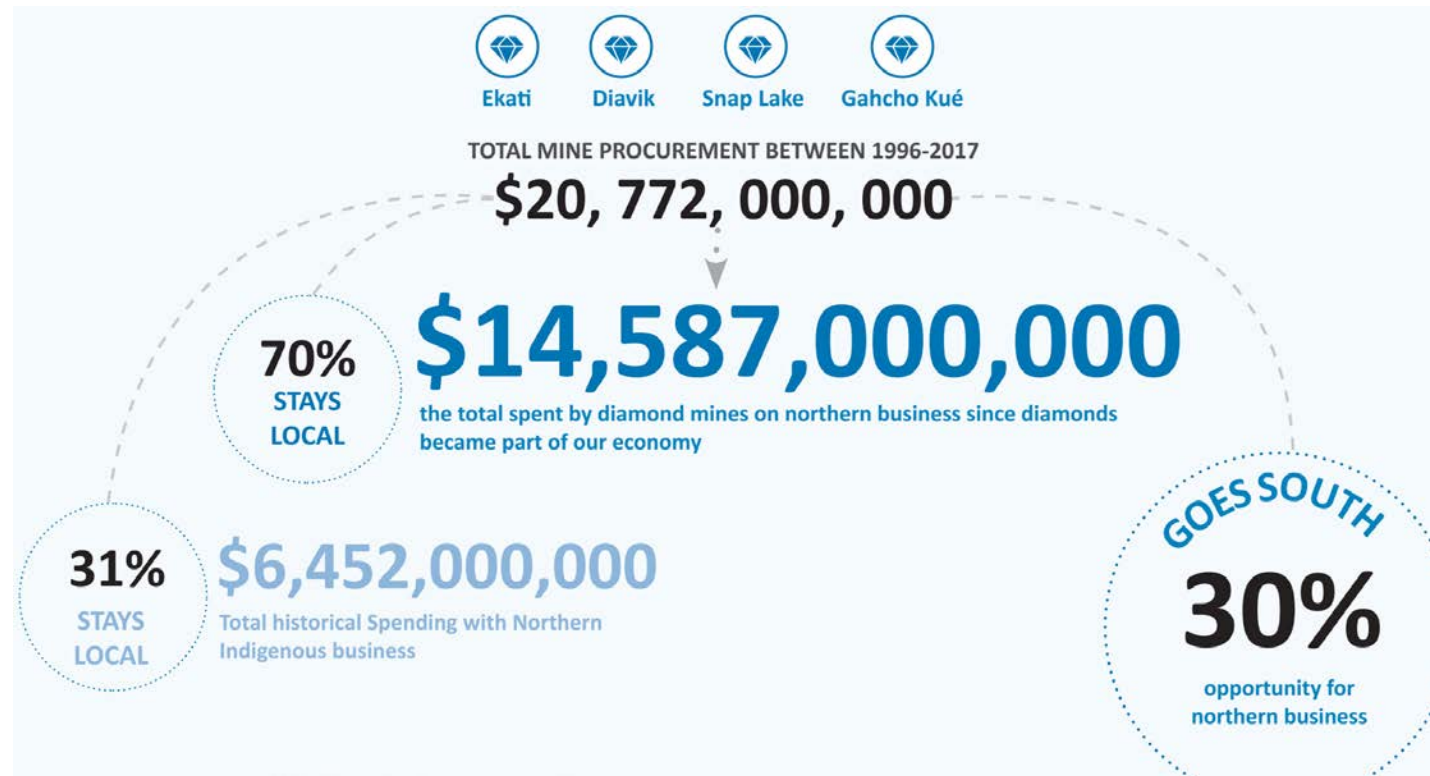 Ekati Diavik Snap Lake Gahcho Kué
TOTAL MINE PROCUREMENT BETWEEN 1996-2017
$20, 772, 000, 000
70%
STAYS
LOCAL
$14,587,000,000
the total spent by diamond mines on northern business since diamonds
became part of our economy
31%
STAYS
LOCAL
$6,452,000,000
Total historical Spending with Northern
Indigenous business
GOES SOUTH
30%
opportunity for
northern business